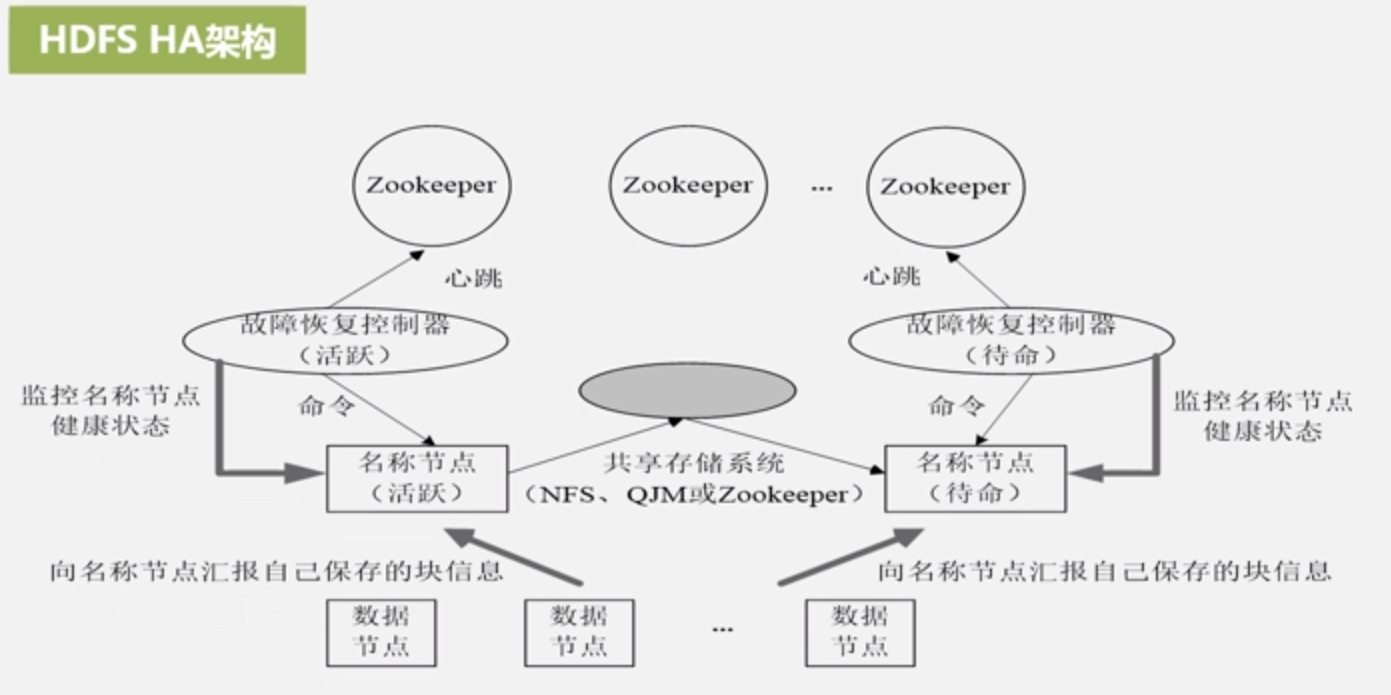 HDFS HA架构
Zookeeper
Zookeeper
...
Zookeeper
心跳
心跳
故障恢复控制器
（活跃）
故障恢复控制器
（待命）
监控名称节点
健康状态
命令
命令
监控名称节点
健康状态
名称节点
（活跃）
共享存储系统
（NFS、QJM或Zookeeper）
名称节点
（待命）
向名称节点汇报自己保存的块信息
向名称节点汇报自己保存的块信息
数据
节点
数据
节点
...
数据
节点